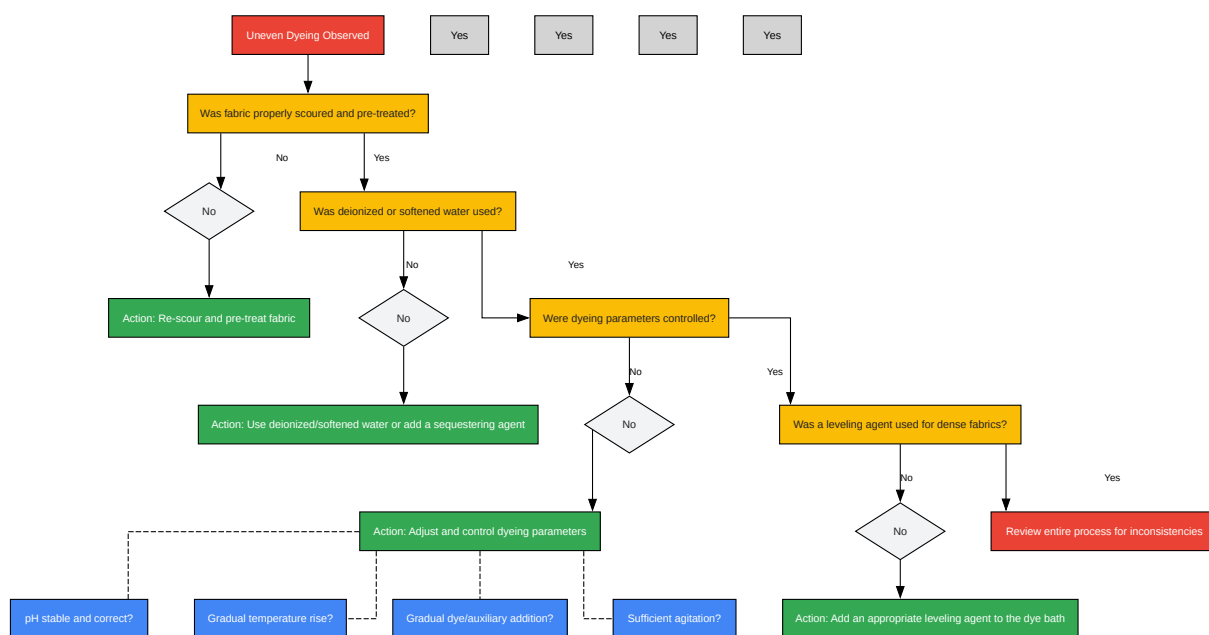 Uneven Dyeing Observed
Yes
Yes
Yes
Yes
Was fabric properly scoured and pre-treated?
No
Yes
No
Was deionized or softened water used?
No
Yes
Action: Re-scour and pre-treat fabric
No
Were dyeing parameters controlled?
No
Yes
Action: Use deionized/softened water or add a sequestering agent
No
Was a leveling agent used for dense fabrics?
No
Yes
Action: Adjust and control dyeing parameters
No
Review entire process for inconsistencies
pH stable and correct?
Gradual temperature rise?
Gradual dye/auxiliary addition?
Sufficient agitation?
Action: Add an appropriate leveling agent to the dye bath